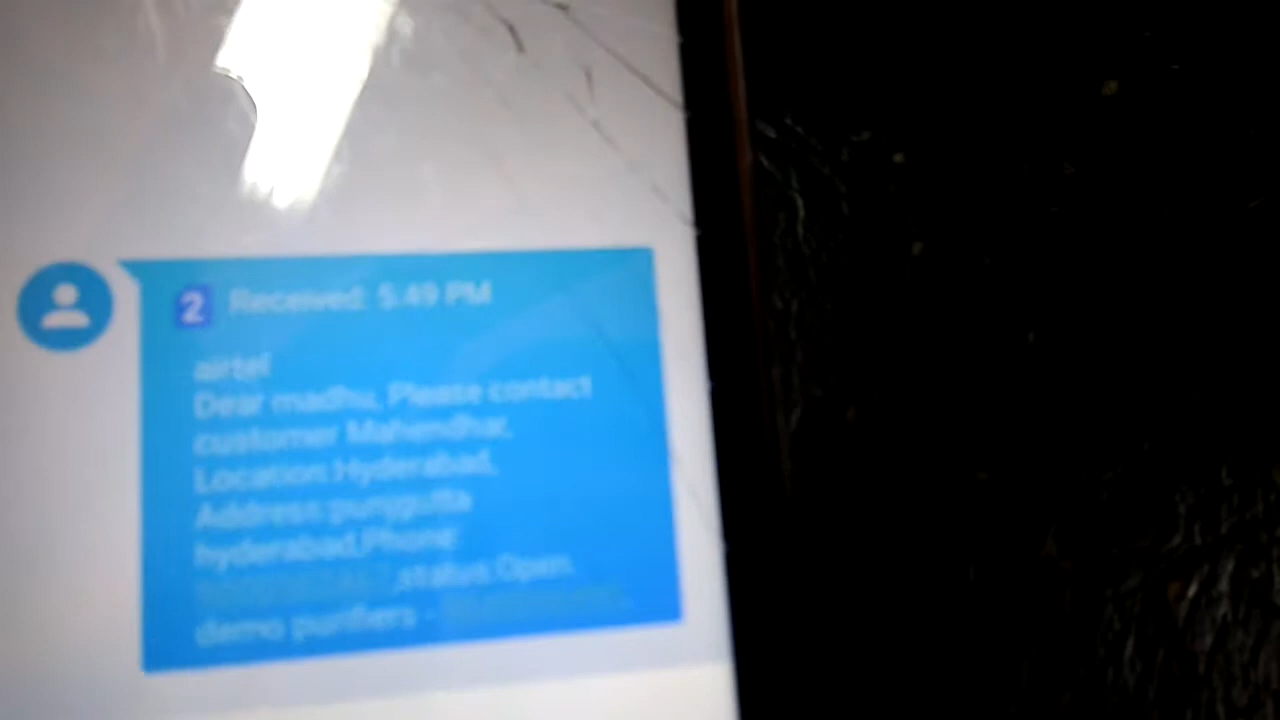 2 Received: 5:49 PM
airtel
Dear madhu, Please contact
customer Mahendhar,
Location:Hyderabad,
Address:punjgutta
hyderabad,Phone:
,status:Open.
demo purifiers -